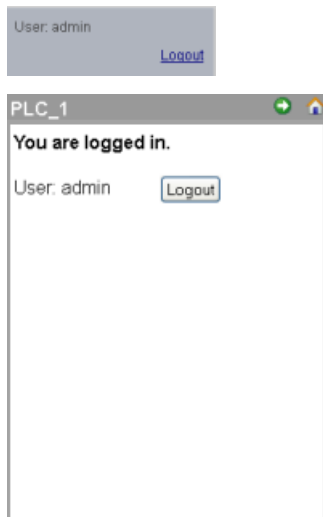 User: admin
Logout
PLC_1
You are logged in.
User: admin Logout